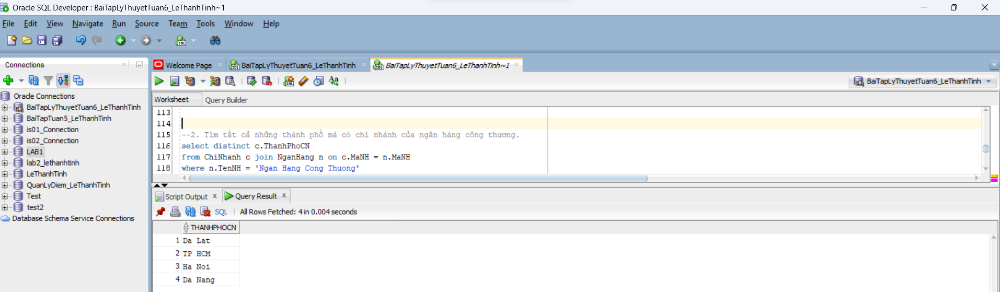 Oracle SQL Developer : BaiTapLyThuyetTuan6_LeThanhTinh~1
File Edit View Navigate Run Source Team Tools Window Help
SQL
Connections
Welcome Page
BaiTapLyThuyetTuan6_LeThanhTinh
BaiTapLyThuyetTuan6_LeThanhTinh~1
BaiTapLyThuyetTuan6_LeThanhTinh
Worksheet Query Builder
Oracle Connections
BaiTapLyThuyetTuan6_LeThanhTinh
BaiTapTuan5_LeThanhTinh
is01_Connection
is02_Connection
LAB1
lab2_lethanhtinh
LeThanhTinh
QuanLyDiem_LeThanhTinh
Test
test2
Database Schema Service Connections
113
114
115 --2. Tìm tất cả những thành phố mà có chi nhánh của ngân hàng công thương.
116 select distinct c.ThanhPhoCN
117 from ChiNhanh c join NganHang n on c.MaNH = n.MaNH
118 where n.TenNH = 'Ngan Hang Cong Thuong'
Script Output x Query Result x
SQL | All Rows Fetched: 4 in 0.004 seconds
THANHPHOCN
1 Da Lat
2 TP HCM
3 Ha Noi
4 Da Nang